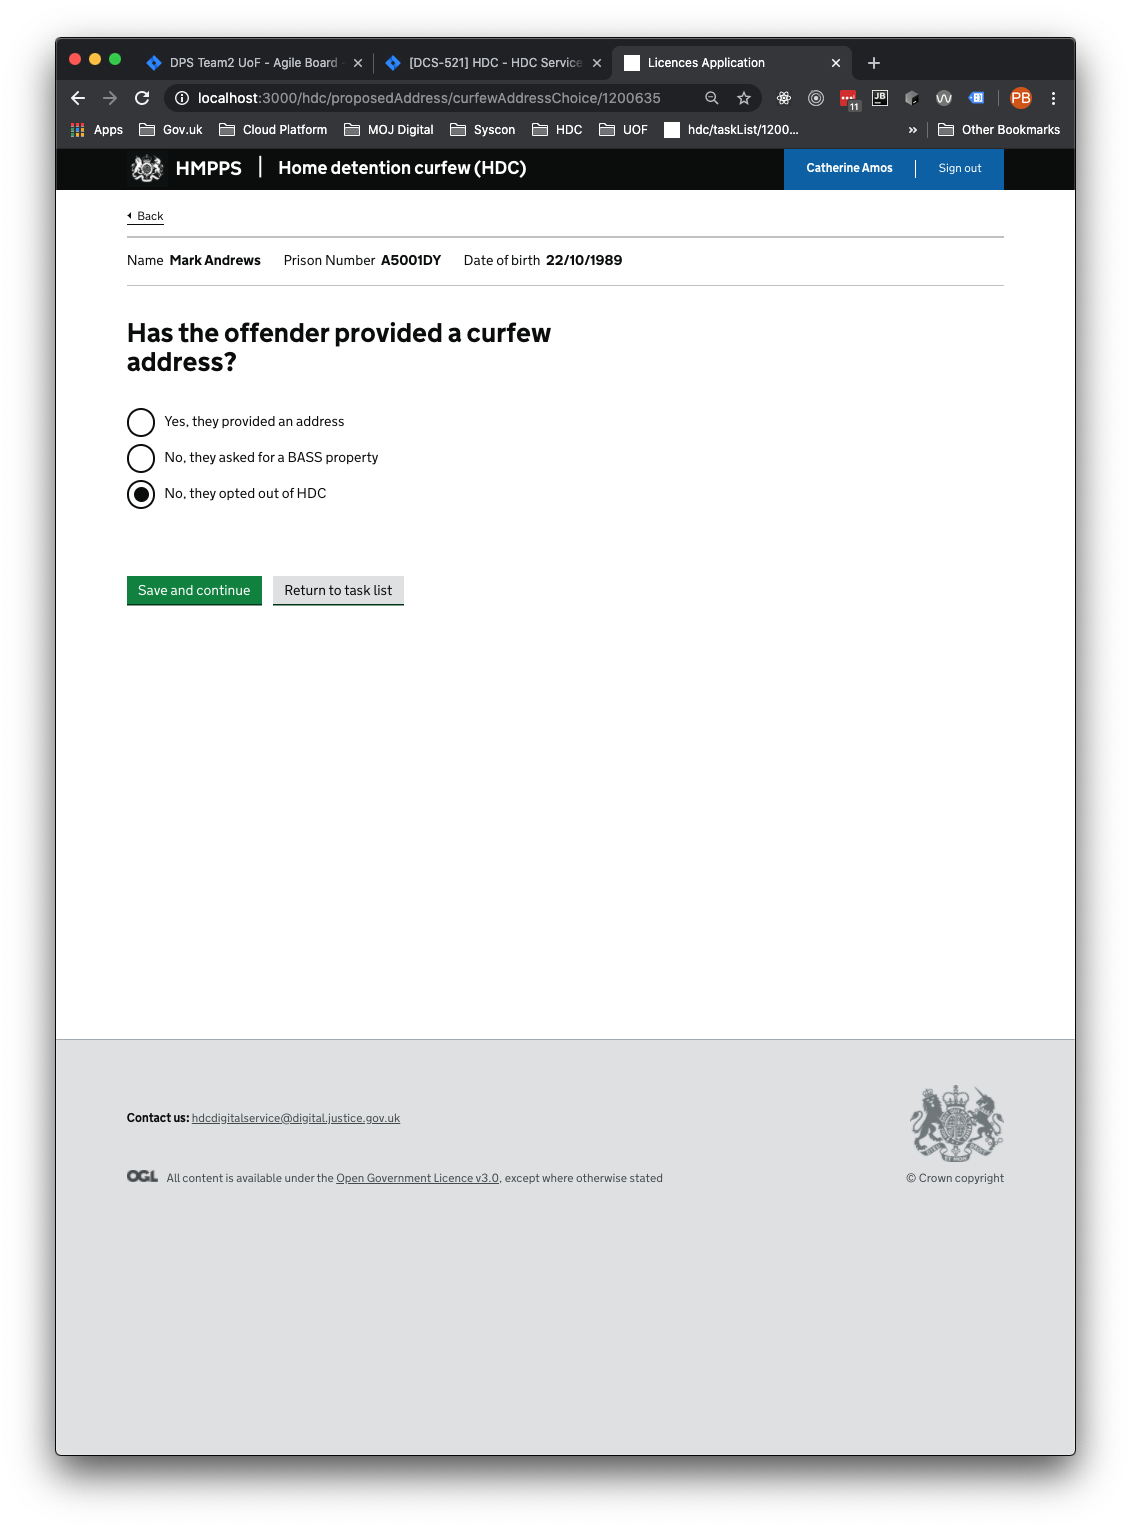 DPS Team2 UoF - Agile Board -
[DCS-521] HDC - HDC Service
Licences Application
localhost:3000/hdc/proposedAddress/curfewAddressChoice/1200635
11
JB
PB
Apps
Gov.uk
Cloud Platform
MOJ Digital
Syscon
HDC
UOF
hdc/taskList/1200...
»
Other Bookmarks
HMPPS
Home detention curfew (HDC)
Catherine Amos
Sign out
Back
Name Mark Andrews Prison Number A5001DY Date of birth 22/10/1989
Has the offender provided a curfew
address?
Yes, they provided an address
No, they asked for a BASS property
No, they opted out of HDC
Save and continue
Return to task list
Contact us: hdcdigitalservice@digital.justice.gov.uk
OGL All content is available under the Open Government Licence v3.0, except where otherwise stated
© Crown copyright